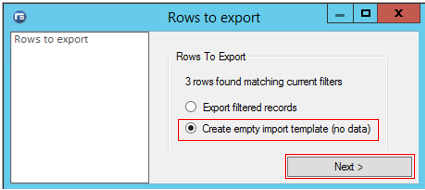 Rows to export
Rows to export
Rows To Export
3 rows found matching current filters
Export filtered records
Create empty import template (no data)
Next >